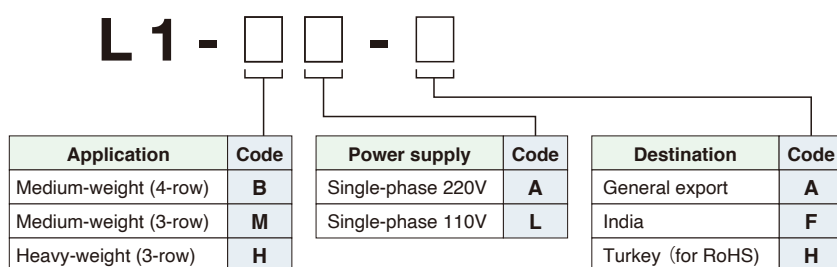 L 1 - □ □ - □
Application Code
Medium-weight (4-row) B
Medium-weight (3-row) M
Heavy-weight (3-row) H
Power supply Code
Single-phase 220V A
Single-phase 110V L
Destination Code
General export A
India F
Turkey (for RoHS) H